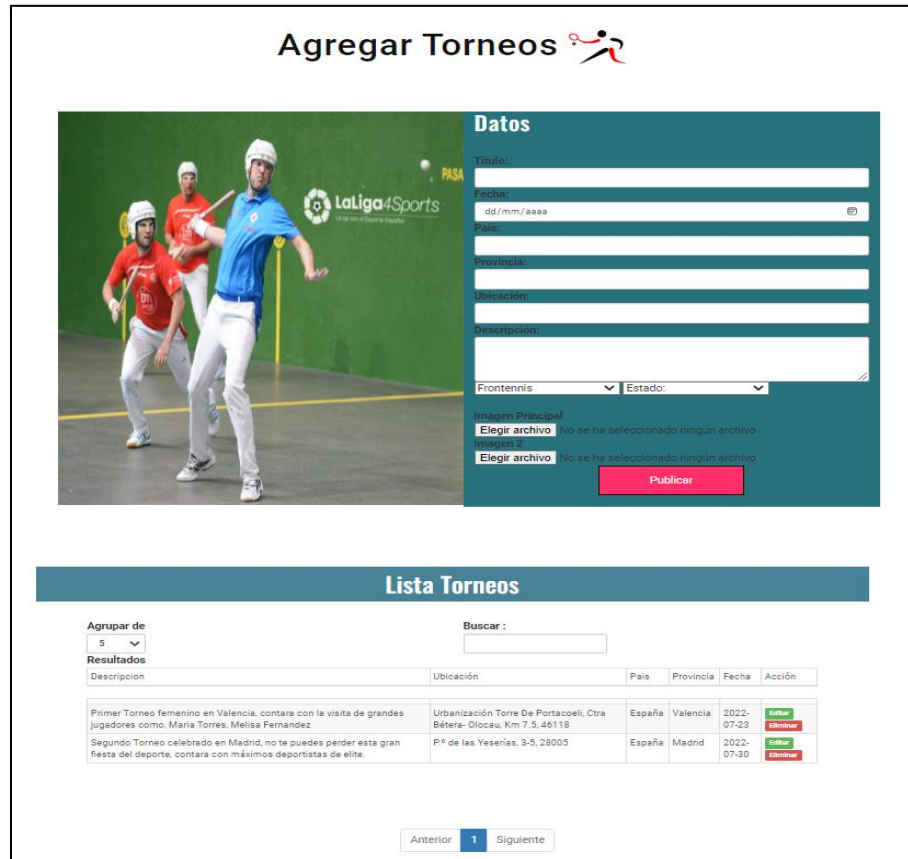 Agregar Torneos
PASA
LaLiga4Sports
Datos
Título:
Fecha:
dd/mm/aaaa
País:
Provincia:
Ubicación:
Descripción:
Frontennis
Estado:
Imagen Principal
Elegir archivo No se ha seleccionado ningún archivo
Imagen 2
Elegir archivo No se ha seleccionado ningún archivo
Publicar
Lista Torneos
Agrupar de
5
Resultados
Buscar :
Descripcion Ubicación Pais Provincia Fecha Acción
Primer Torneo femenino en Valencia, contara con la visita de grandes
jugadores como, Maria Torres, Melisa Fernandez
Urbanización Torre De Portacoeli, Ctra
Bétera- Olocau, Km 7.5, 46118
España
Valencia
2022-
07-23
Editar
Eliminar
Segundo Torneo celebrado en Madrid, no te puedes perder esta gran
fiesta del deporte, contara con máximos deportistas de elite.
P.º de las Yeserías, 3-5, 28005
España
Madrid
2022-
07-30
Editar
Eliminar
Anterior 1 Siguiente